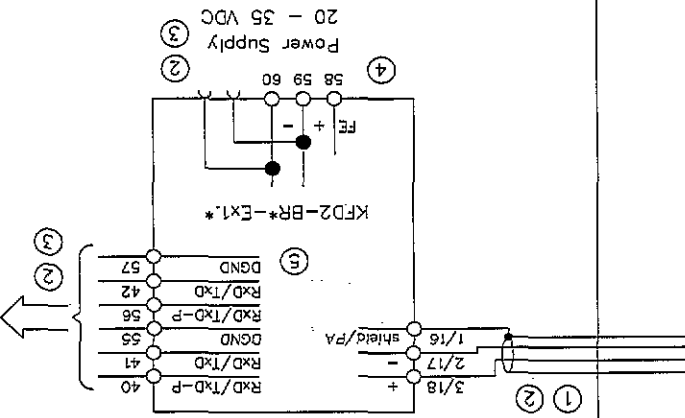 ① ②
3/18 + RxD/TxD-P 40
2/17 − RxD/TxD 41
1/16 shield/PA DGND 55
RxD/TxD-P 56
RxD/TxD 42 ②
⑤ DGND 57 ③
KFD2-BR*-Ex1.*
FE + −
④ 58 59 60 ②
Power Supply ③
20 – 35 VDC